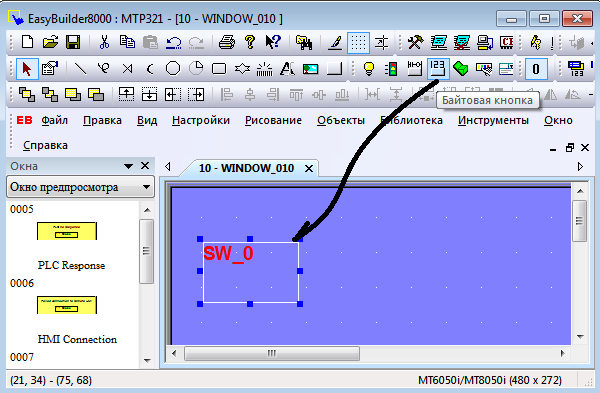 EasyBuilder8000 : MTP321 - [10 - WINDOW_010 ]
123
0
123
Байтовая кнопка
EB Файл Правка Вид Настройки Рисование Объекты Библиотека Инструменты Окно
Справка
Окна
10 - WINDOW_010
Окно предпросмотра
0005
PLC Response
0006
HMI Connection
0007
SW_0
(21, 34) - (75, 68)
MT6050i/MT8050i (480 x 272)